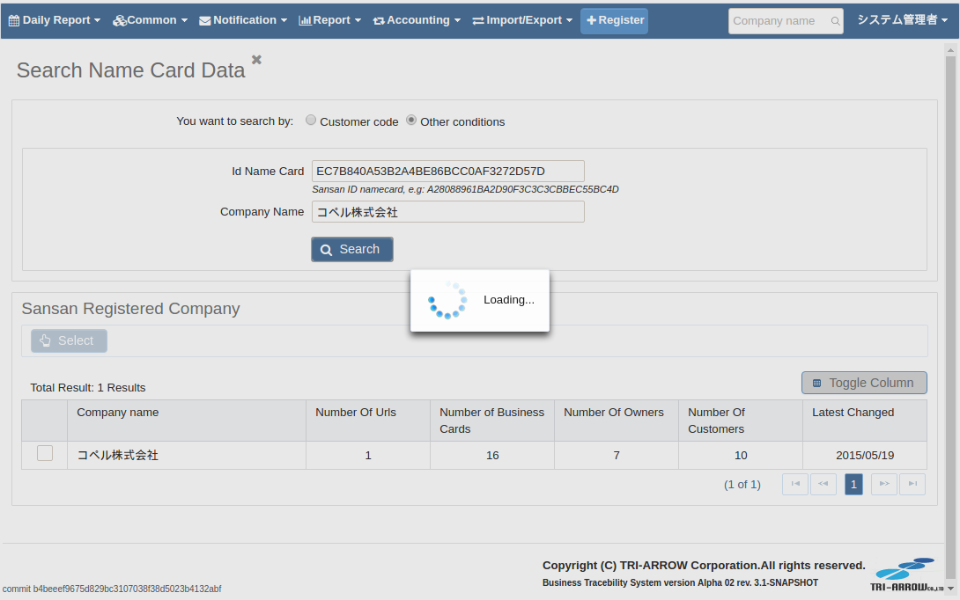 Daily Report Common Notification Report Accounting Import/Export Register Company name システム管理者
Search Name Card Data
You want to search by: Customer code Other conditions
Id Name Card EC7B840A53B2A4BE86BCC0AF3272D57D
Sansan ID namecard, e.g: A28088961BA2D90F3C3C3CBBEC55BC4D
Company Name コベル株式会社
Search
Loading...
Sansan Registered Company
Select
Total Result: 1 Results
Toggle Column
Company name Number Of Urls Number of Business Cards Number Of Owners Number Of Customers Latest Changed
コベル株式会社 1 16 7 10 2015/05/19
(1 of 1) 1
Copyright (C) TRI-ARROW Corporation.All rights reserved.
Business Tracebility System version Alpha 02 rev. 3.1-SNAPSHOT
TRI-ARROW CO.,LTD
commit b4beeef9675d829bc3107038f38d5023b4132abf